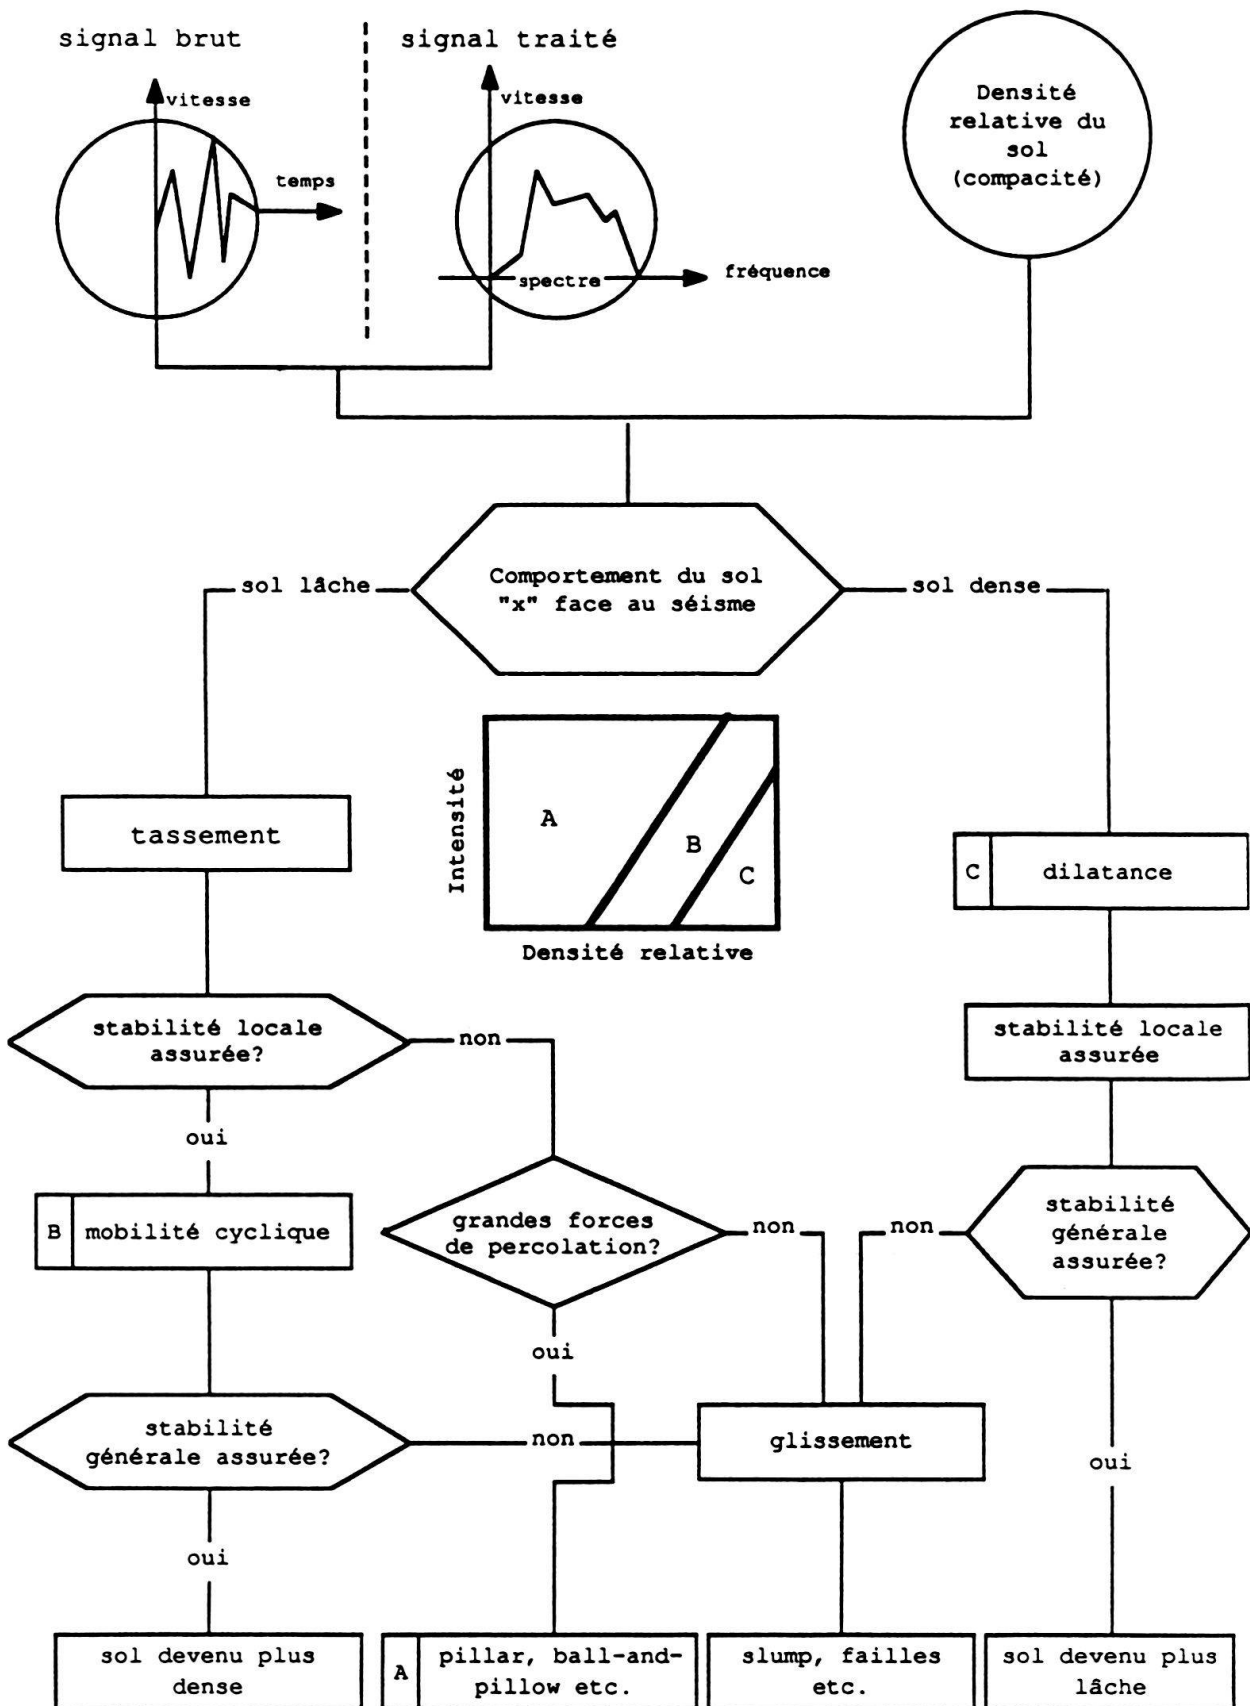 signal brut
signal traité
vitesse
temps
vitesse
spectre
fréquence
Densité
relative du
sol
(compacité)
sol lâche
Comportement du sol
"x" face au séisme
sol dense
Intensité
A
B
C
Densité relative
tassement
C
dilatance
stabilité locale
assurée?
non
stabilité locale
assurée
oui
B
mobilité cyclique
grandes forces
de percolation?
non
non
stabilité
générale
assurée?
oui
stabilité
générale assurée?
non
glissement
oui
oui
sol devenu plus
dense
A
pillar, ball-and-
pillow etc.
slump, failles
etc.
sol devenu plus
lâche